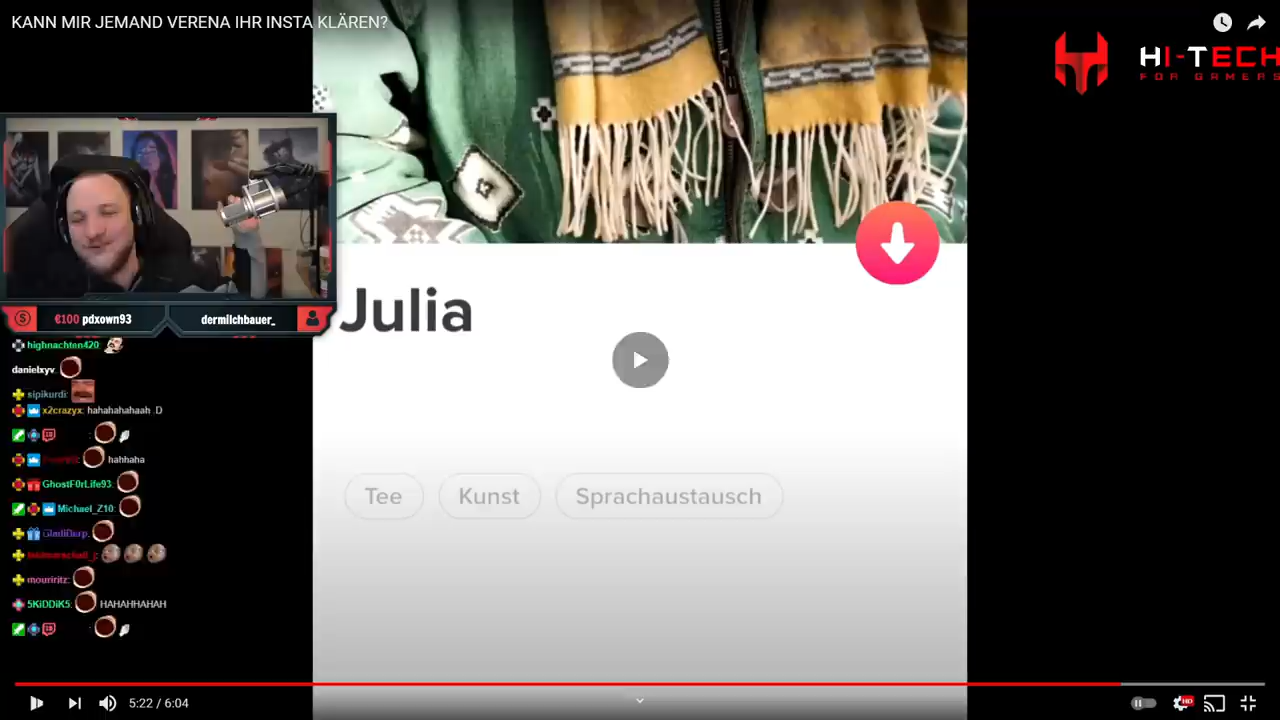 KANN MIR JEMAND VERENA IHR INSTA KLÄREN?
HI-TECH
FOR GAMERS
€100 pdxown93
dermilchbauer_
Julia
highnachten420:
danielxyv:
sipikurdi:
x2crazyx: hahahahahaah :D
:
hahhaha
GhostF0rLife93:
Michael_Z10:
mouriritz:
5KiDDiK5: HAHAHHAHAH
:
Tee
Kunst
Sprachaustausch
5:22 / 6:04
HD